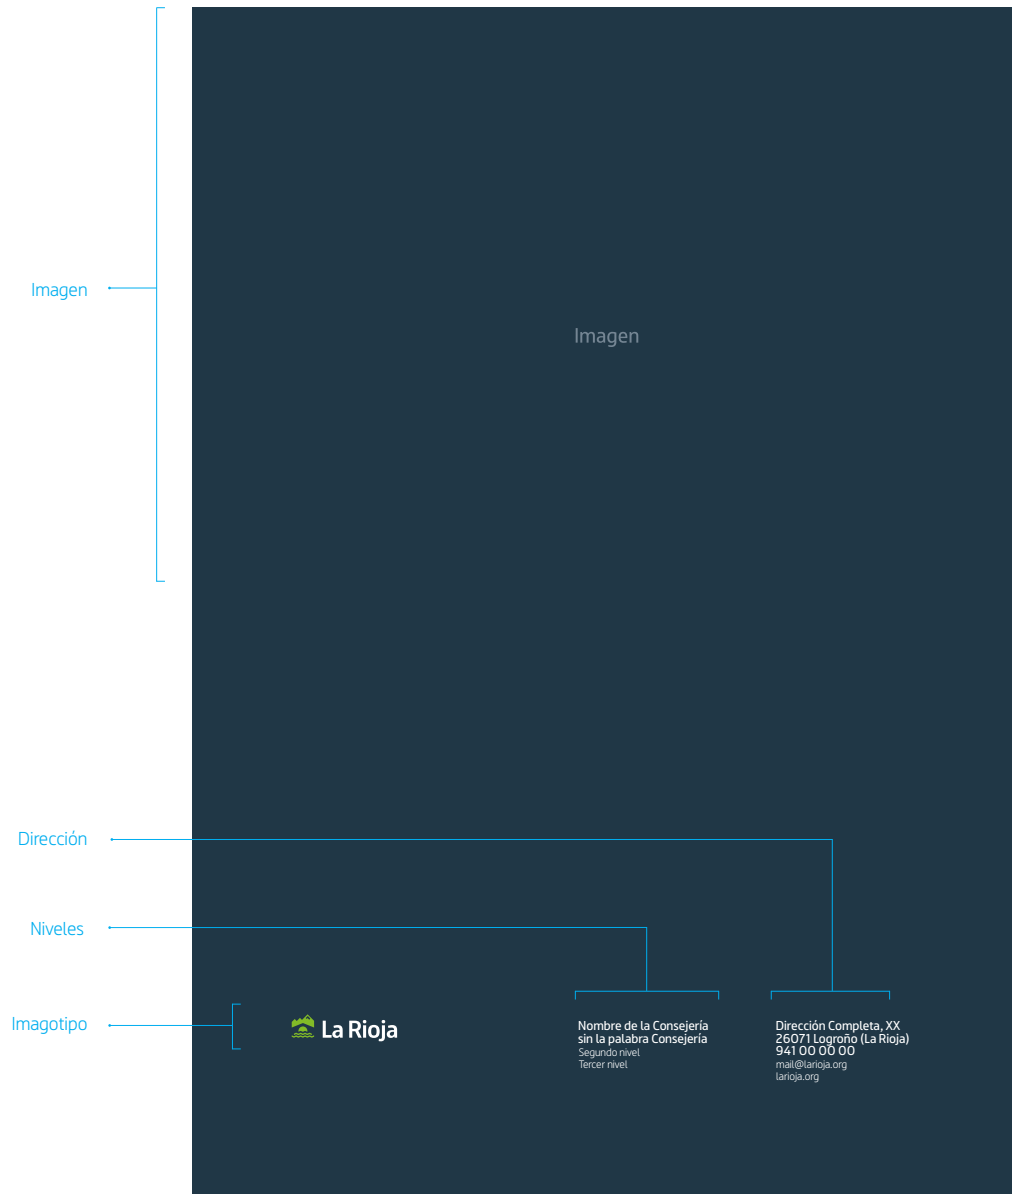 Imagen
Imagen
Dirección
Niveles
Imagotipo
La Rioja
Nombre de la Consejería
sin la palabra Consejería
Segundo nivel
Tercer nivel
Dirección Completa, XX
26071 Logroño (La Rioja)
941 00 00 00
mail@larioja.org
larioja.org